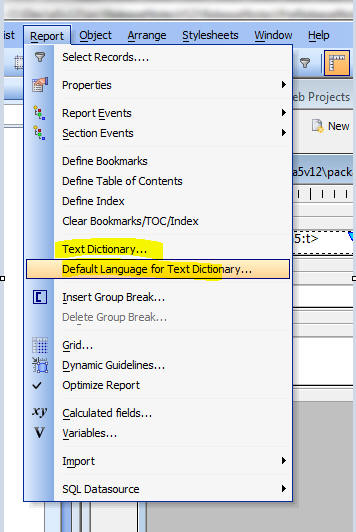 ist Report Object Arrange Stylesheets Window Help
Select Records....
Properties
Report Events
Section Events
Define Bookmarks
Define Table of Contents
Define Index
Clear Bookmarks/TOC/Index
Text Dictionary...
Default Language for Text Dictionary...
Insert Group Break...
Delete Group Break...
Grid...
Dynamic Guidelines...
Optimize Report
xy Calculated fields...
V Variables...
Import
SQL Datasource
eb Projects
New
a5v12\pack
5:t>